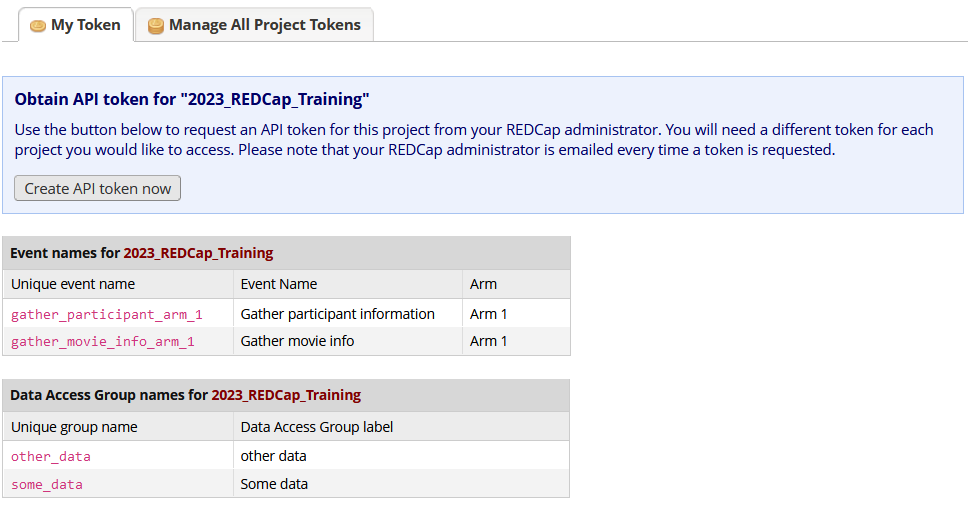 My Token Manage All Project Tokens
Obtain API token for "2023_REDCap_Training"
Use the button below to request an API token for this project from your REDCap administrator. You will need a different token for each
project you would like to access. Please note that your REDCap administrator is emailed every time a token is requested.
Create API token now
Event names for 2023_REDCap_Training
Unique event name Event Name Arm
gather_participant_arm_1 Gather participant information Arm 1
gather_movie_info_arm_1 Gather movie info Arm 1
Data Access Group names for 2023_REDCap_Training
Unique group name Data Access Group label
other_data other data
some_data Some data